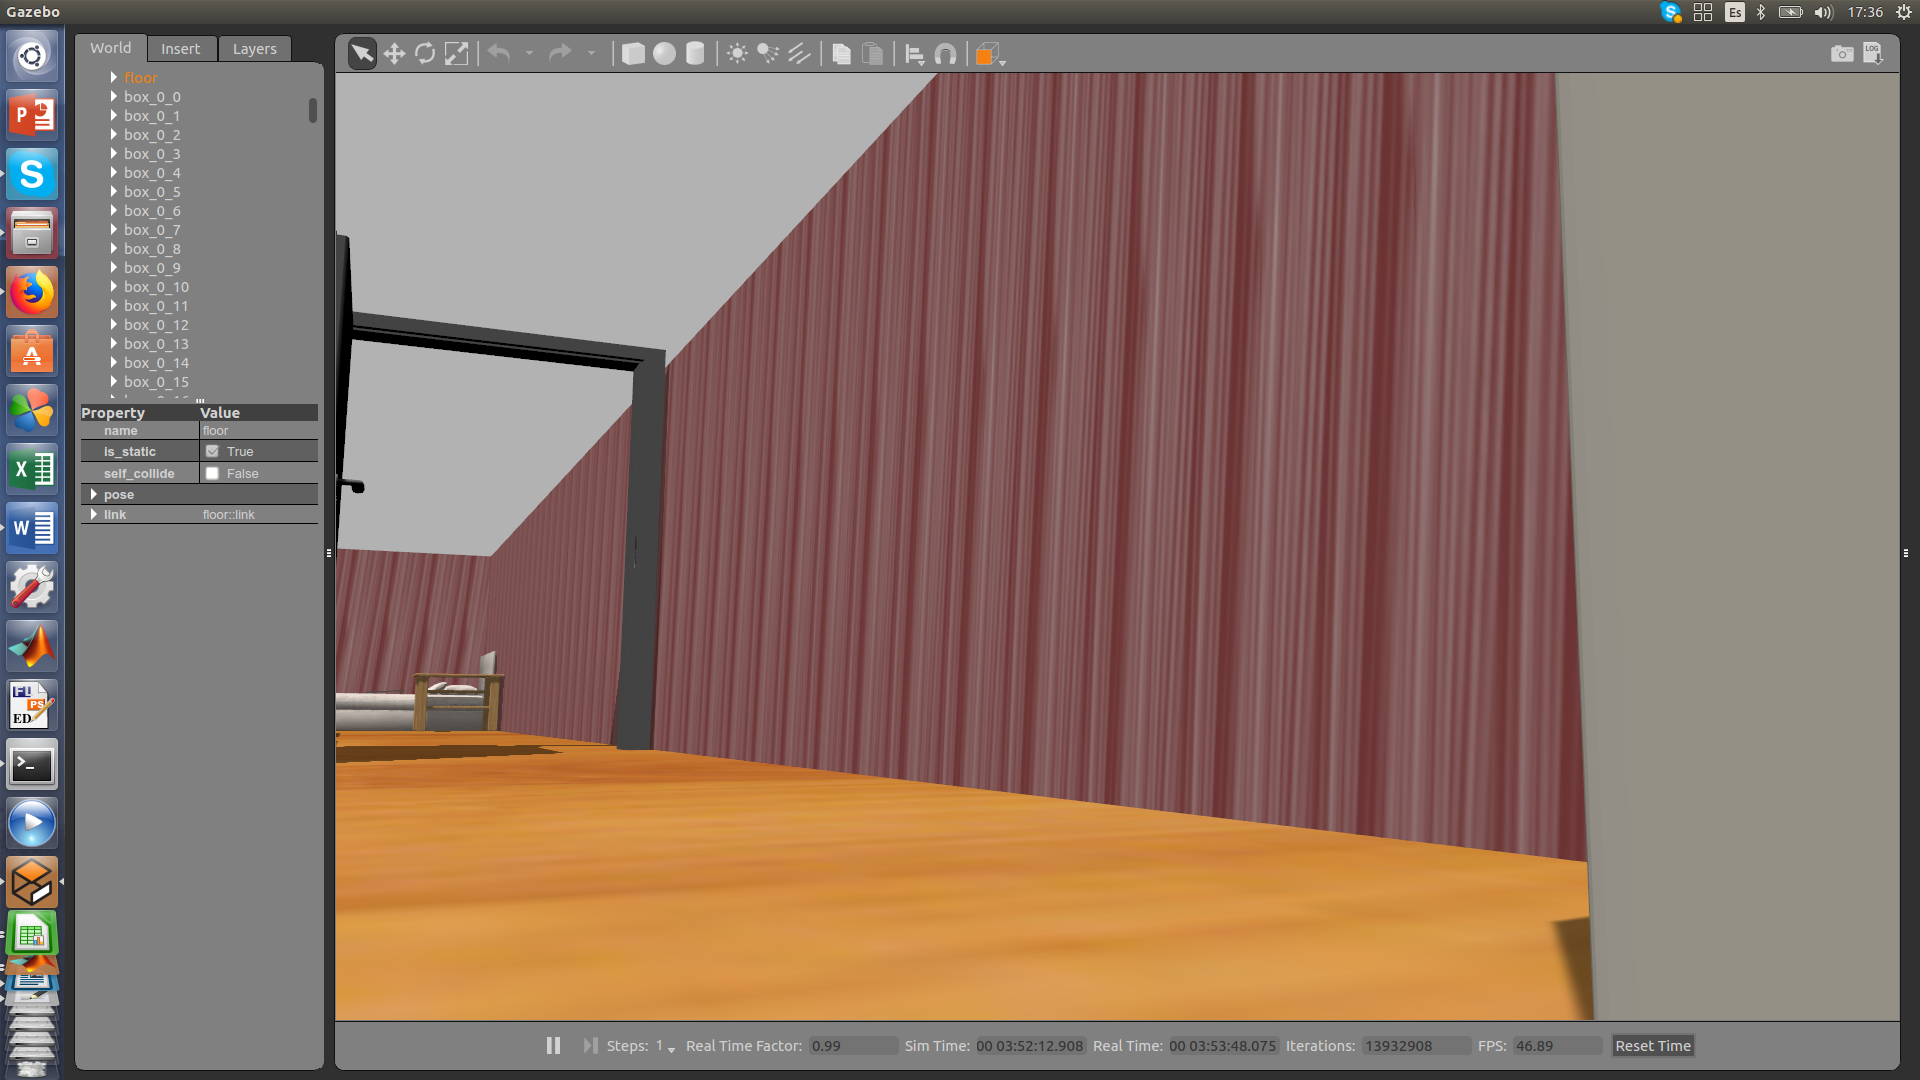 Gazebo
Es
17:36
World
Insert
Layers
LOG
floor
box_0_0
box_0_1
box_0_2
box_0_3
box_0_4
box_0_5
box_0_6
box_0_7
box_0_8
box_0_9
box_0_10
box_0_11
box_0_12
box_0_13
box_0_14
box_0_15
Property Value
name floor
is_static True
self_collide False
pose
link floor::link
Steps: 1 Real Time Factor: 0.99 Sim Time: 00 03:52:12.908 Real Time: 00 03:53:48.075 Iterations: 13932908 FPS: 46.89 Reset Time